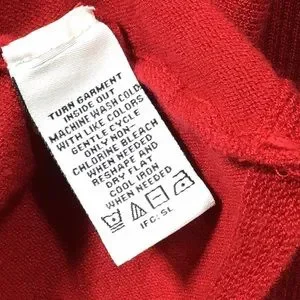 TURN GARMENT
INSIDE OUT
MACHINE WASH COLD
WITH LIKE COLORS
GENTLE CYCLE
ONLY NON-
CHLORINE BLEACH
WHEN NEEDED
RESHAPE AND
DRY FLAT
COOL IRON
WHEN NEEDED
IFC: SL